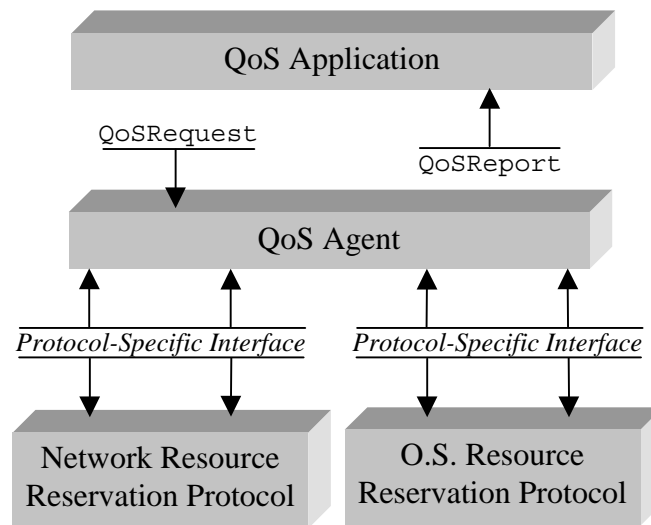 QoS Application
QoSRequest
QoSReport
QoS Agent
Protocol-Specific Interface
Protocol-Specific Interface
Network Resource
Reservation Protocol
O.S. Resource
Reservation Protocol